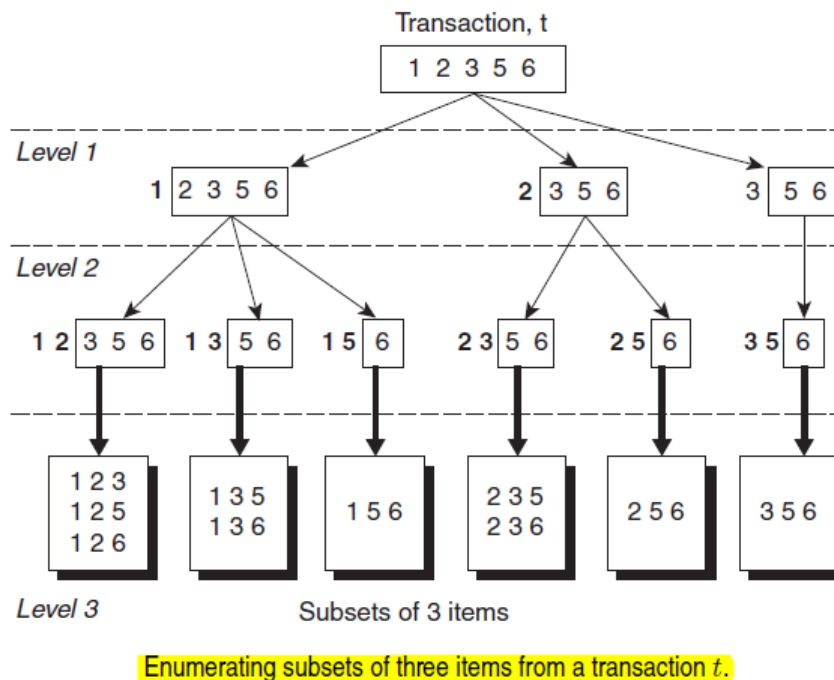 Transaction, t
1 2 3 5 6
Level 1
1 2 3 5 6
2 3 5 6
3 5 6
Level 2
1 2 3 5 6
1 3 5 6
1 5 6
2 3 5 6
2 5 6
3 5 6
1 2 3
1 2 5
1 2 6
1 3 5
1 3 6
1 5 6
2 3 5
2 3 6
2 5 6
3 5 6
Level 3
Subsets of 3 items
Enumerating subsets of three items from a transaction t.